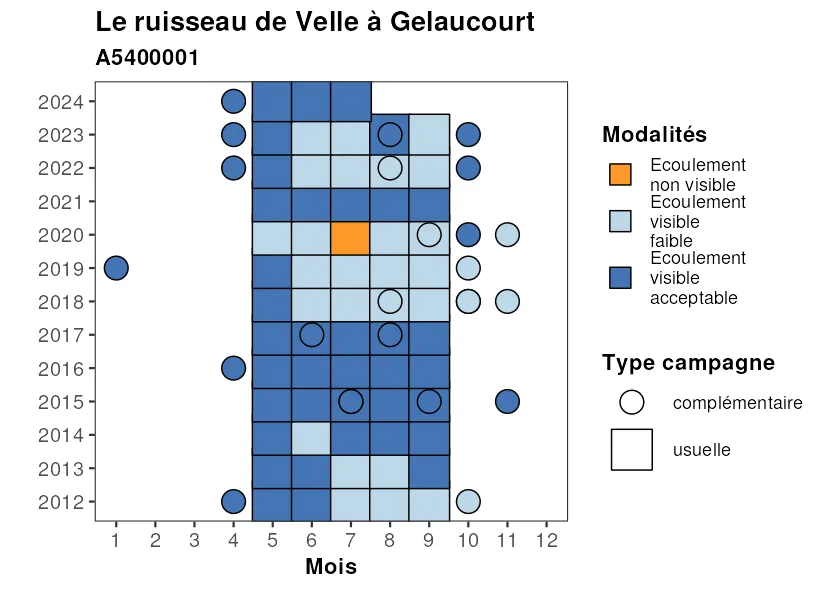 Le ruisseau de Velle à Gelaucourt
A5400001
2024
2023
2022
2021
2020
2019
2018
2017
2016
2015
2014
2013
2012
1 2 3 4 5 6 7 8 9 10 11 12
Mois
Modalités
Ecoulement
non visible
Ecoulement
visible
faible
Ecoulement
visible
acceptable
Type campagne
complémentaire
usuelle